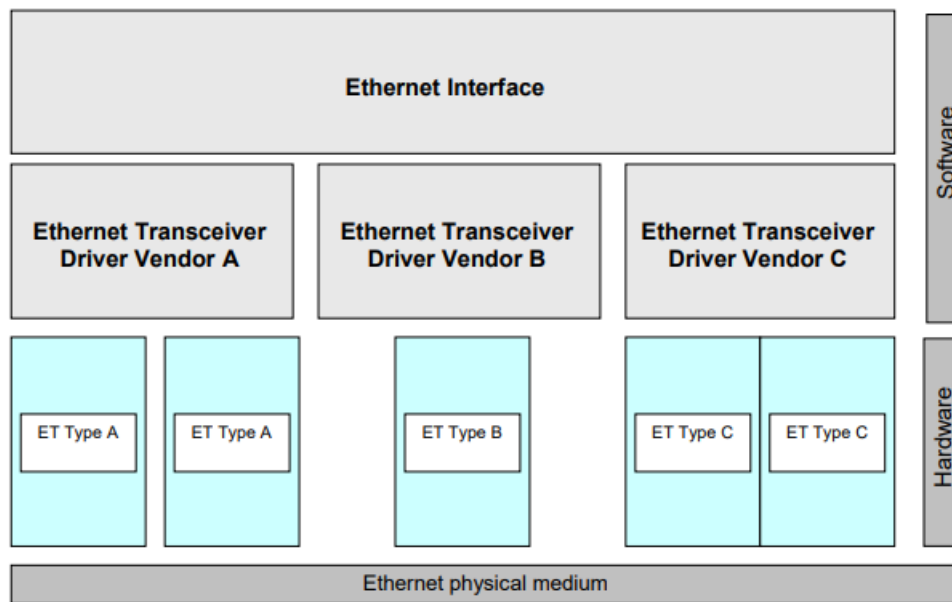 Ethernet Interface
Software
Ethernet Transceiver
Driver Vendor A
Ethernet Transceiver
Driver Vendor B
Ethernet Transceiver
Driver Vendor C
ET Type A
ET Type A
ET Type B
ET Type C
ET Type C
Hardware
Ethernet physical medium